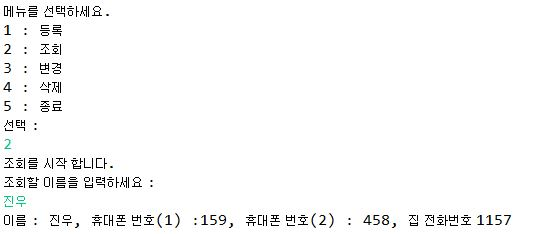 메뉴를 선택하세요.
1 : 등록
2 : 조회
3 : 변경
4 : 삭제
5 : 종료
선택 :
2
조회를 시작 합니다.
조회할 이름을 입력하세요 :
진우
이름 : 진우, 휴대폰 번호(1) :159, 휴대폰 번호(2) : 458, 집 전화번호 1157